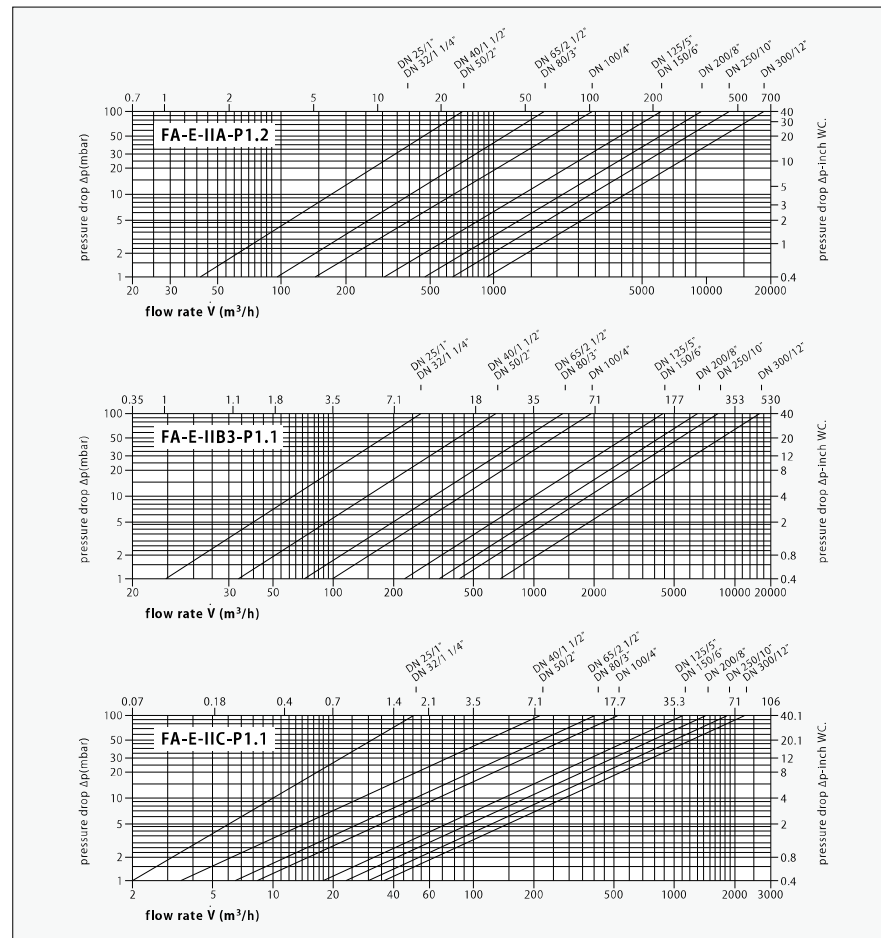 DN 25/1"
DN 32/1 1/4"
DN 40/1 1/2"
DN 50/2"
DN 65/2 1/2"
DN 80/3"
DN 100/4"
DN 125/5"
DN 150/6"
DN 200/8"
DN 250/10"
DN 300/12"
0.7 1 2 5 10 20 50 100 200 500 700
pressure drop Δp(mbar)
100 50 30 20 10 5 2 1
FA-E-IIA-P1.2
40 30 20 10 5 3 2 1 0.4
pressure drop Δp-inch WC.
20 30 50 100 200 500 1000 5000 10000 20000
flow rate V̇ (m³/h)
DN 25/1"
DN 32/1 1/4"
DN 40/1 1/2"
DN 50/2"
DN 65/2 1/2"
DN 80/3"
DN 100/4"
DN 125/5"
DN 150/6"
DN 200/8"
DN 250/10"
DN 300/12"
0.35 1 1.1 1.8 3.5 7.1 18 35 71 177 353 530
pressure drop Δp(mbar)
100 50 30 20 10 5 2 1
FA-E-IIB3-P1.1
40 20 12 8 4 2 0.8 0.4
pressure drop Δp-inch WC.
20 30 50 100 200 500 1000 2000 10000 20000
flow rate V̇ (m³/h)
DN 25/1"
DN 32/1 1/4"
DN 40/1 1/2"
DN 50/2"
DN 65/2 1/2"
DN 80/3"
DN 100/4"
DN 125/5"
DN 150/6"
DN 200/8"
DN 250/10"
DN 300/12"
0.07 0.18 0.4 0.7 1.4 2.1 3.5 7.1 17.7 35.3 71 106
pressure drop Δp(mbar)
100 50 30 20 10 5 2 1
FA-E-IIC-P1.1
40.1 20.1 12 8 4 2 0.8 0.4
pressure drop Δp-inch WC.
2 5 10 20 40 60 100 200 500 1000 2000 3000
flow rate V̇ (m³/h)